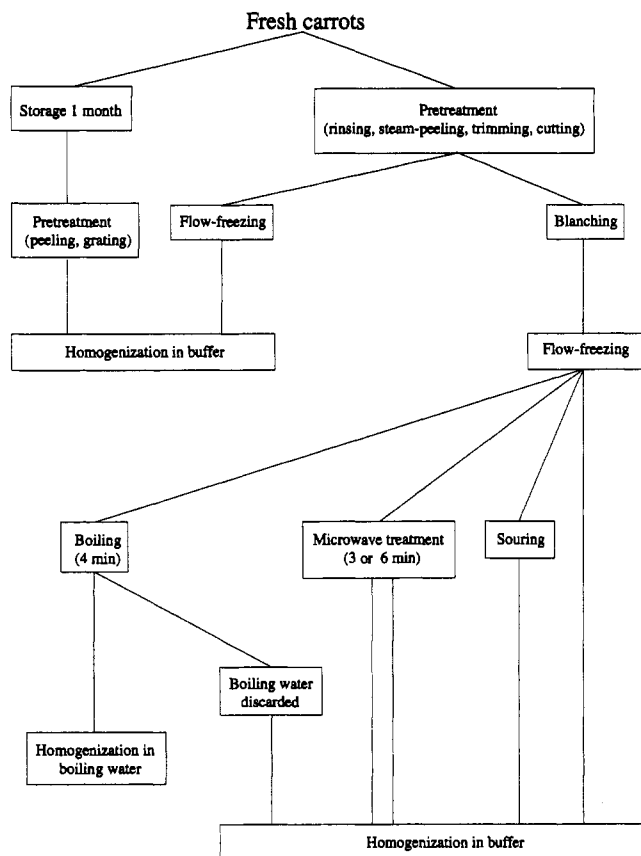 Fresh carrots
Storage 1 month
Pretreatment
(rinsing, steam-peeling, trimming, cutting)
Pretreatment
(peeling, grating)
Flow-freezing
Blanching
Homogenization in buffer
Flow-freezing
Boiling
(4 min)
Microwave treatment
(3 or 6 min)
Souring
Boiling water
discarded
Homogenization in
boiling water
Homogenization in buffer